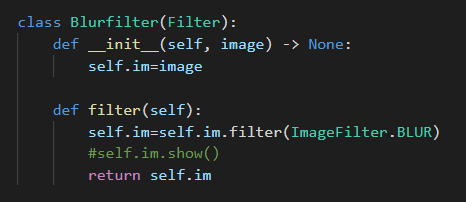 class Blurfilter(Filter):
    def __init__(self, image) -> None:
        self.im=image

    def filter(self):
        self.im=self.im.filter(ImageFilter.BLUR)
        #self.im.show()
        return self.im